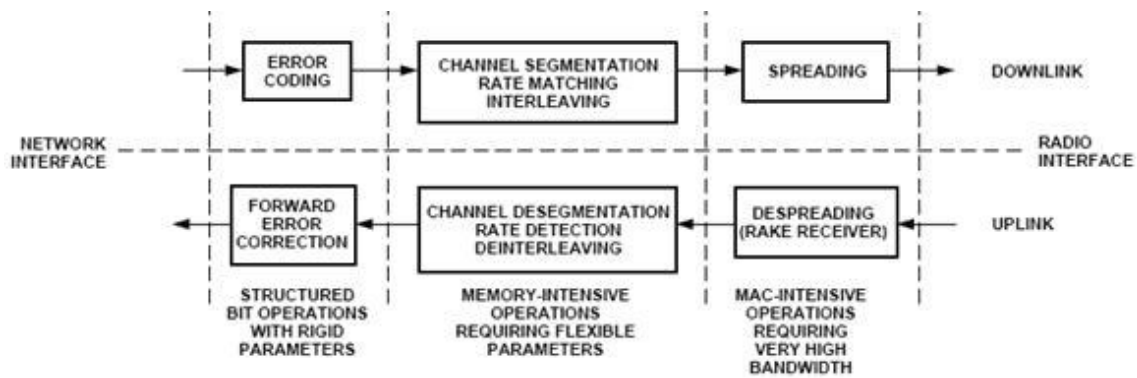 ERROR
CODING
CHANNEL SEGMENTATION
RATE MATCHING
INTERLEAVING
SPREADING
DOWNLINK
NETWORK
INTERFACE
RADIO
INTERFACE
FORWARD
ERROR
CORRECTION
CHANNEL DESEGMENTATION
RATE DETECTION
DEINTERLEAVING
DESPREADING
(RAKE RECEIVER)
UPLINK
STRUCTURED
BIT OPERATIONS
WITH RIGID
PARAMETERS
MEMORY-INTENSIVE
OPERATIONS
REQUIRING FLEXIBLE
PARAMETERS
MAC-INTENSIVE
OPERATIONS
REQUIRING
VERY HIGH
BANDWIDTH